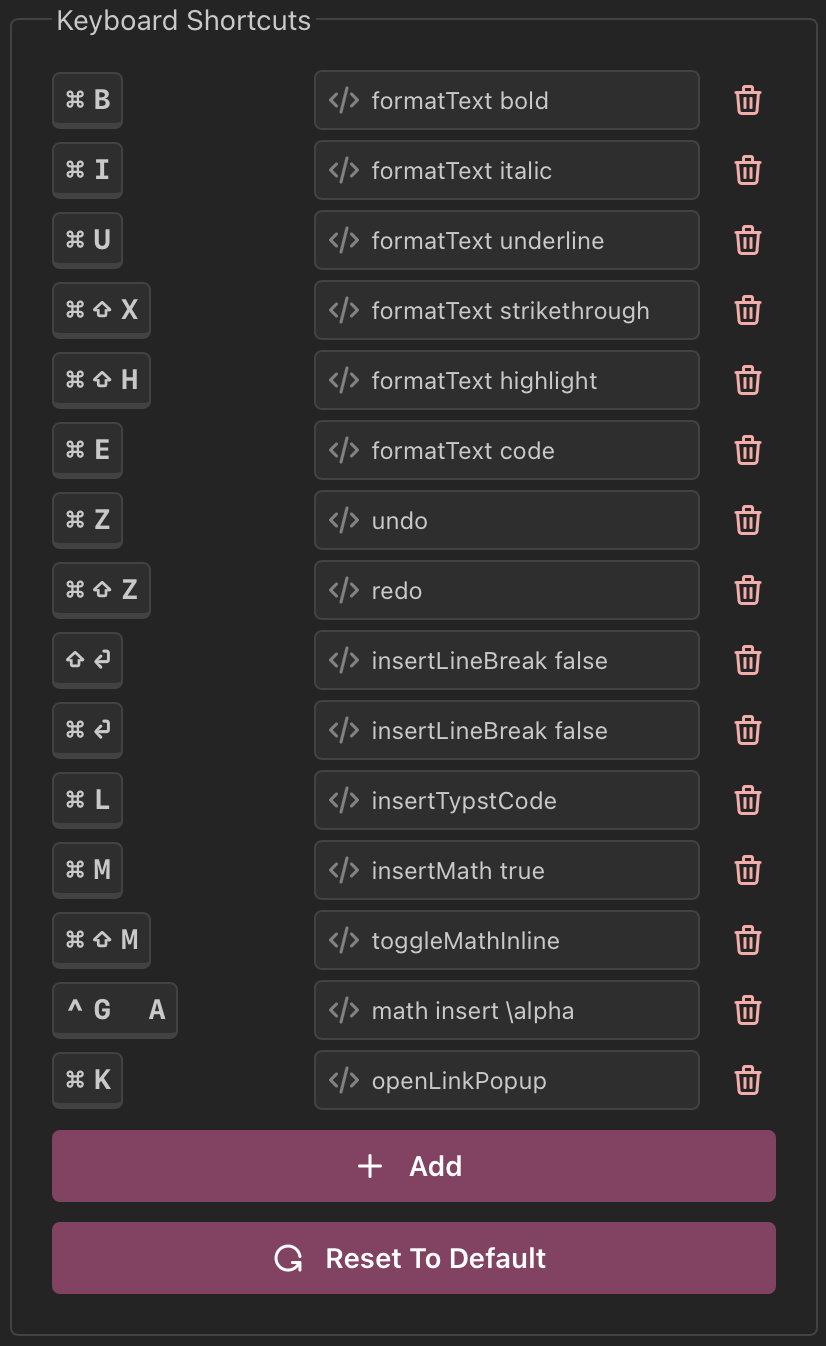 Keyboard Shortcuts
⌘ B </> formatText bold
⌘ I </> formatText italic
⌘ U </> formatText underline
⌘ ⇧ X </> formatText strikethrough
⌘ ⇧ H </> formatText highlight
⌘ E </> formatText code
⌘ Z </> undo
⌘ ⇧ Z </> redo
⇧ ⏎ </> insertLineBreak false
⌘ ⏎ </> insertLineBreak false
⌘ L </> insertTypstCode
⌘ M </> insertMath true
⌘ ⇧ M </> toggleMathInline
^ G A </> math insert \alpha
⌘ K </> openLinkPopup
+ Add
Reset To Default